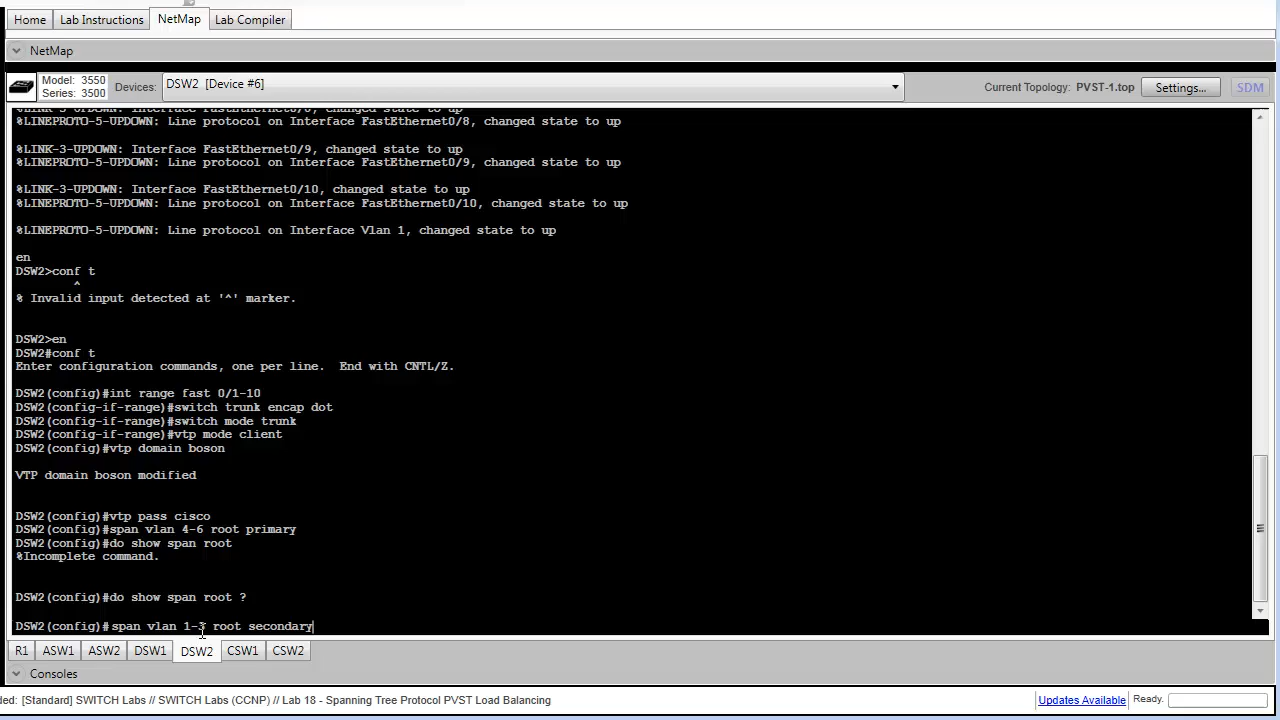 Home Lab Instructions NetMap Lab Compiler
NetMap
Model: 3550
Series: 3500
Devices: DSW2 [Device #6]
Current Topology: PVST-1.top Settings... SDM
changed state to up
%LINEPROTO-5-UPDOWN: Line protocol on Interface FastEthernet0/8, changed state to up
%LINK-3-UPDOWN: Interface FastEthernet0/9, changed state to up
%LINEPROTO-5-UPDOWN: Line protocol on Interface FastEthernet0/9, changed state to up
%LINK-3-UPDOWN: Interface FastEthernet0/10, changed state to up
%LINEPROTO-5-UPDOWN: Line protocol on Interface FastEthernet0/10, changed state to up
%LINEPROTO-5-UPDOWN: Line protocol on Interface Vlan 1, changed state to up
en
DSW2>conf t
^
% Invalid input detected at '^' marker.
DSW2>en
DSW2#conf t
Enter configuration commands, one per line. End with CNTL/Z.
DSW2(config)#int range fast 0/1-10
DSW2(config-if-range)#switch trunk encap dot
DSW2(config-if-range)#switch mode trunk
DSW2(config-if-range)#vtp mode client
DSW2(config)#vtp domain boson
VTP domain boson modified
DSW2(config)#vtp pass cisco
DSW2(config)#span vlan 4-6 root primary
DSW2(config)#do show span root
%Incomplete command.
DSW2(config)#do show span root ?
DSW2(config)#span vlan 1-3 root secondary
R1 ASW1 ASW2 DSW1 DSW2 CSW1 CSW2
Consoles
ded: [Standard] SWITCH Labs // SWITCH Labs (CCNP) // Lab 18 - Spanning Tree Protocol PVST Load Balancing
Updates Available Ready.